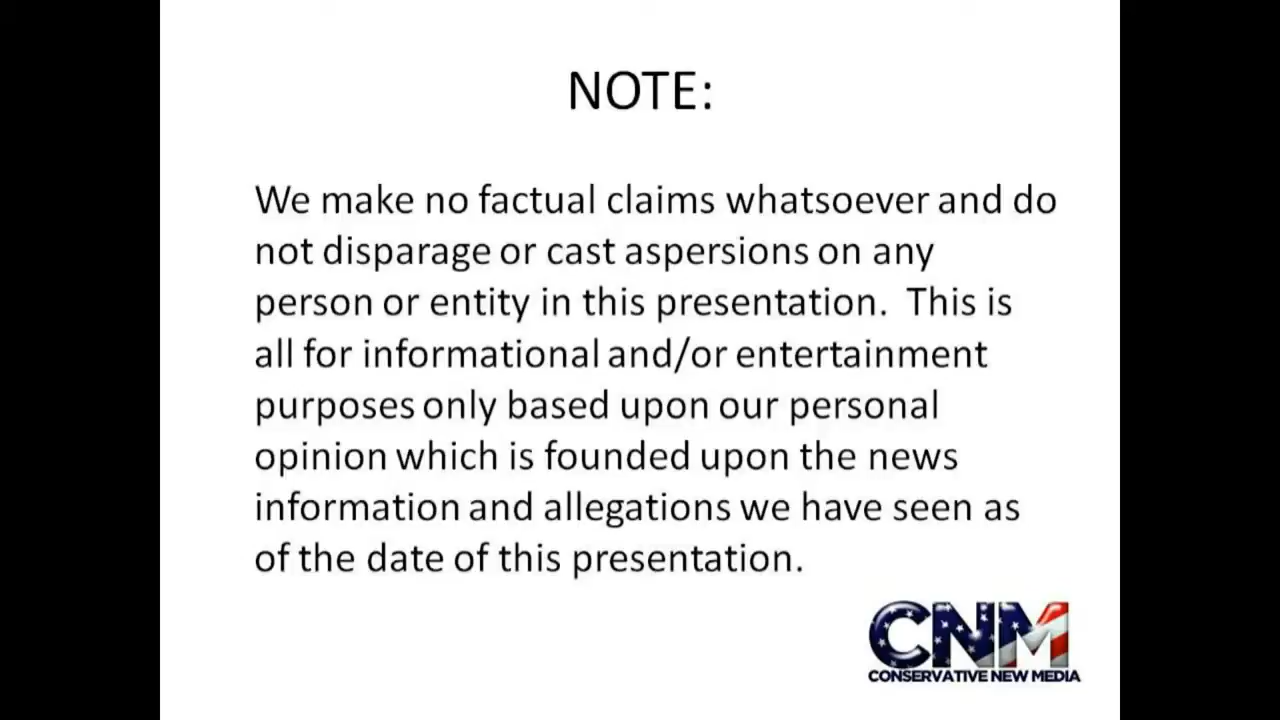 NOTE:
We make no factual claims whatsoever and do
not disparage or cast aspersions on any
person or entity in this presentation.  This is
all for informational and/or entertainment
purposes only based upon our personal
opinion which is founded upon the news
information and allegations we have seen as
of the date of this presentation.
CNM
CONSERVATIVE NEW MEDIA